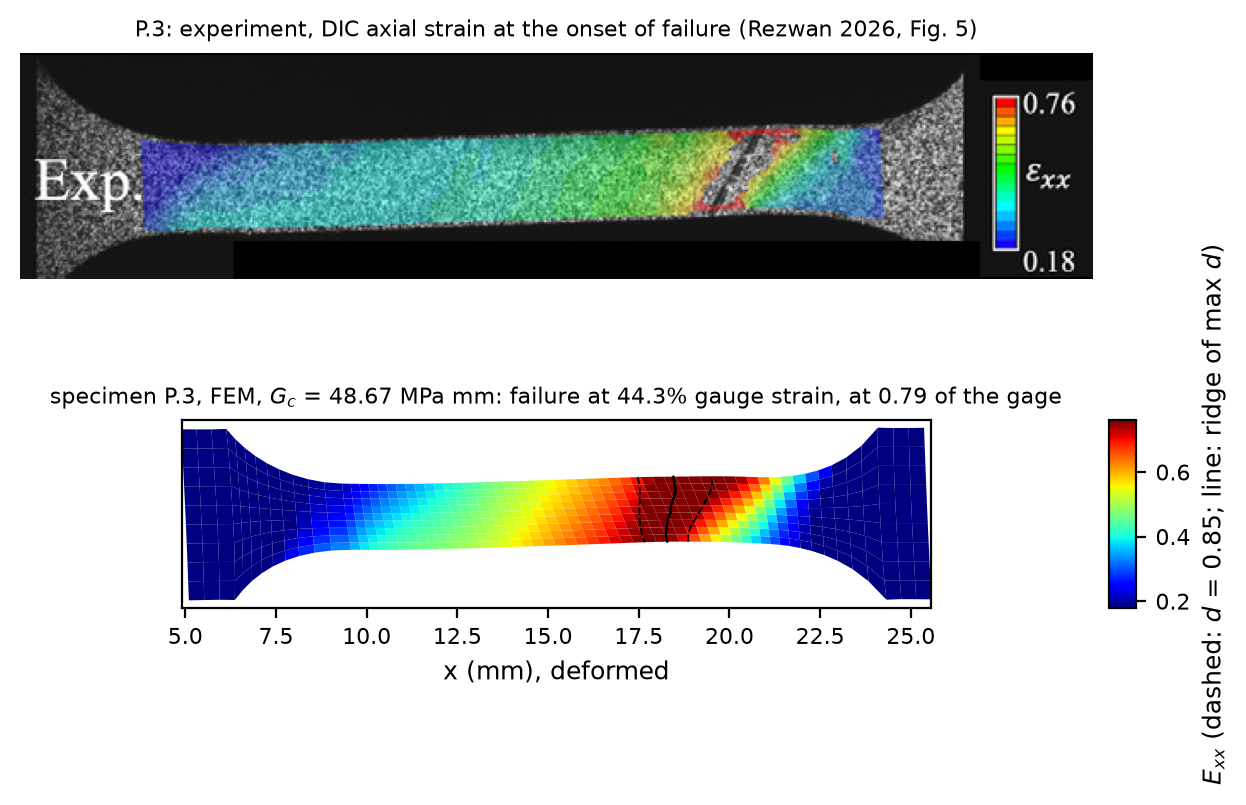 P.3: experiment, DIC axial strain at the onset of failure (Rezwan 2026, Fig. 5)
Exp.
0.76
εxx
0.18
specimen P.3, FEM, Gc = 48.67 MPa mm: failure at 44.3% gauge strain, at 0.79 of the gage
0.6
0.4
0.2
Exx (dashed: d = 0.85; line: ridge of max d)
5.0 7.5 10.0 12.5 15.0 17.5 20.0 22.5 25.0
x (mm), deformed